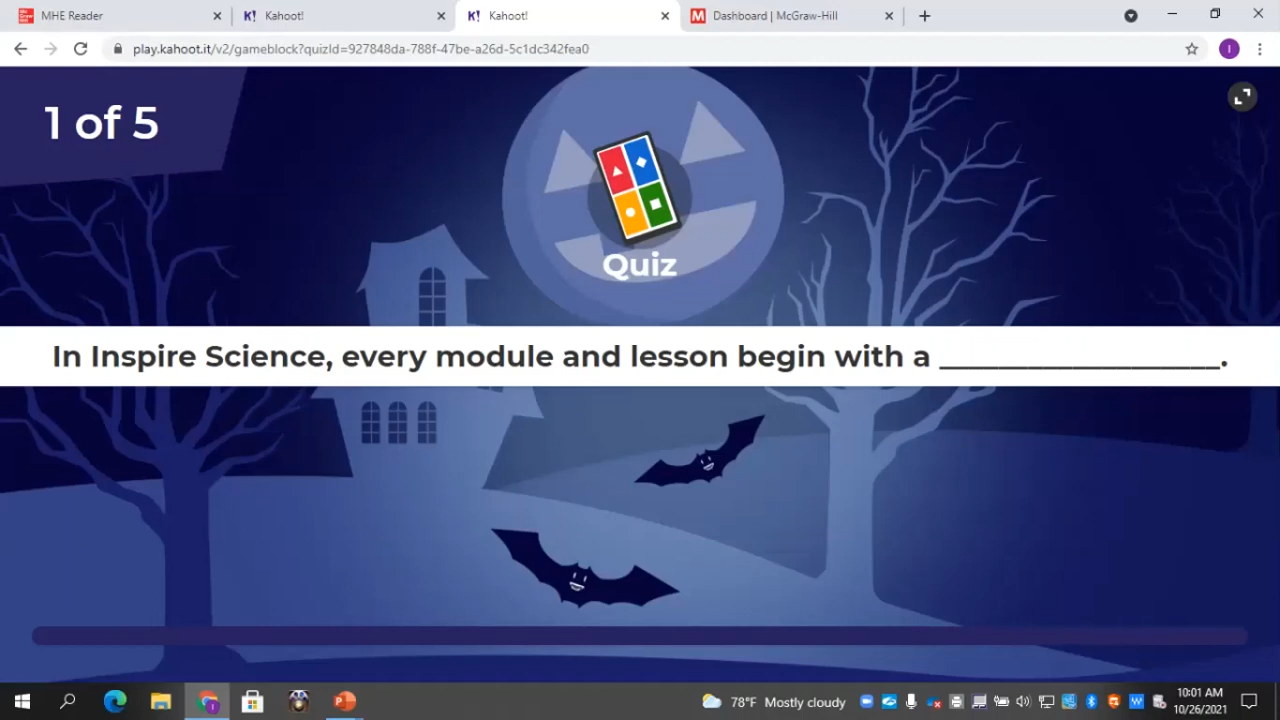 MHE Reader
Kahoot!
Kahoot!
Dashboard | McGraw-Hill
play.kahoot.it/v2/gameblock?quizId=927848da-788f-47be-a26d-5c1dc342fea0
I
1 of 5
Quiz
In Inspire Science, every module and lesson begin with a ___________________.
78°F Mostly cloudy
10:01 AM
10/26/2021